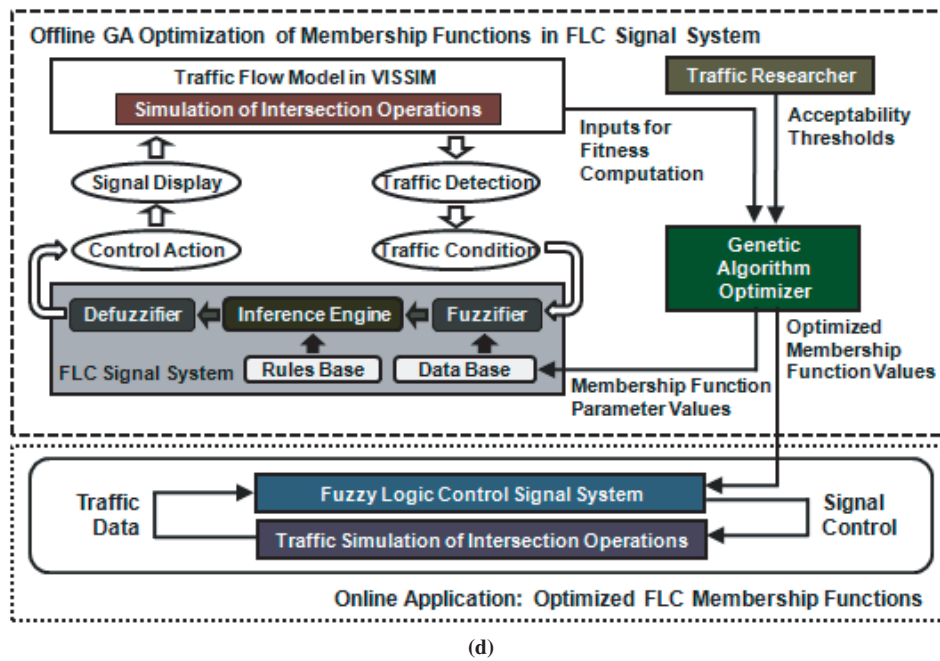 Offline GA Optimization of Membership Functions in FLC Signal System
Traffic Flow Model in VISSIM
Simulation of Intersection Operations
Traffic Researcher
Inputs for
Fitness
Computation
Acceptability
Thresholds
Signal Display
Traffic Detection
Control Action
Traffic Condition
Genetic
Algorithm
Optimizer
Defuzzifier
Inference Engine
Fuzzifier
FLC Signal System
Rules Base
Data Base
Membership Function
Parameter Values
Optimized
Membership
Function Values
Traffic
Data
Fuzzy Logic Control Signal System
Traffic Simulation of Intersection Operations
Signal
Control
Online Application: Optimized FLC Membership Functions
(d)